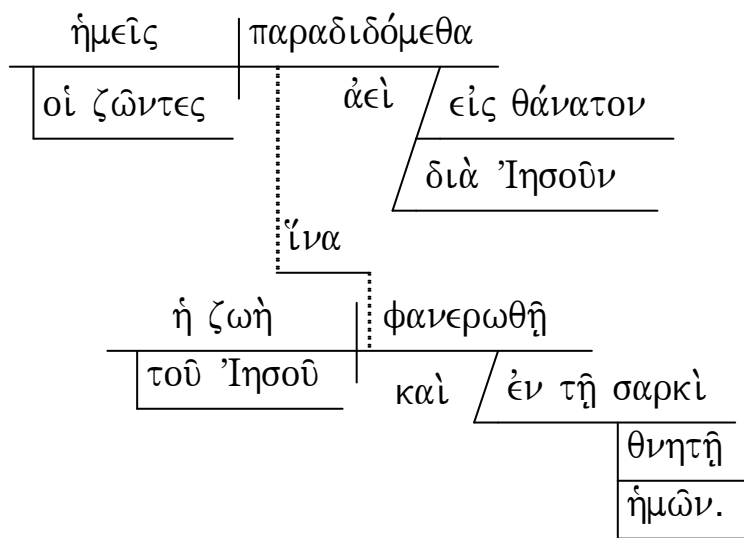 ἡμεῖς παραδιδόμεθα
οἱ ζῶντες ἀεὶ εἰς θάνατον
διὰ Ἰησοῦν
ἵνα
ἡ ζωὴ φανερωθῇ
τοῦ Ἰησοῦ καὶ ἐν τῇ σαρκὶ
θνητῇ
ἡμῶν.